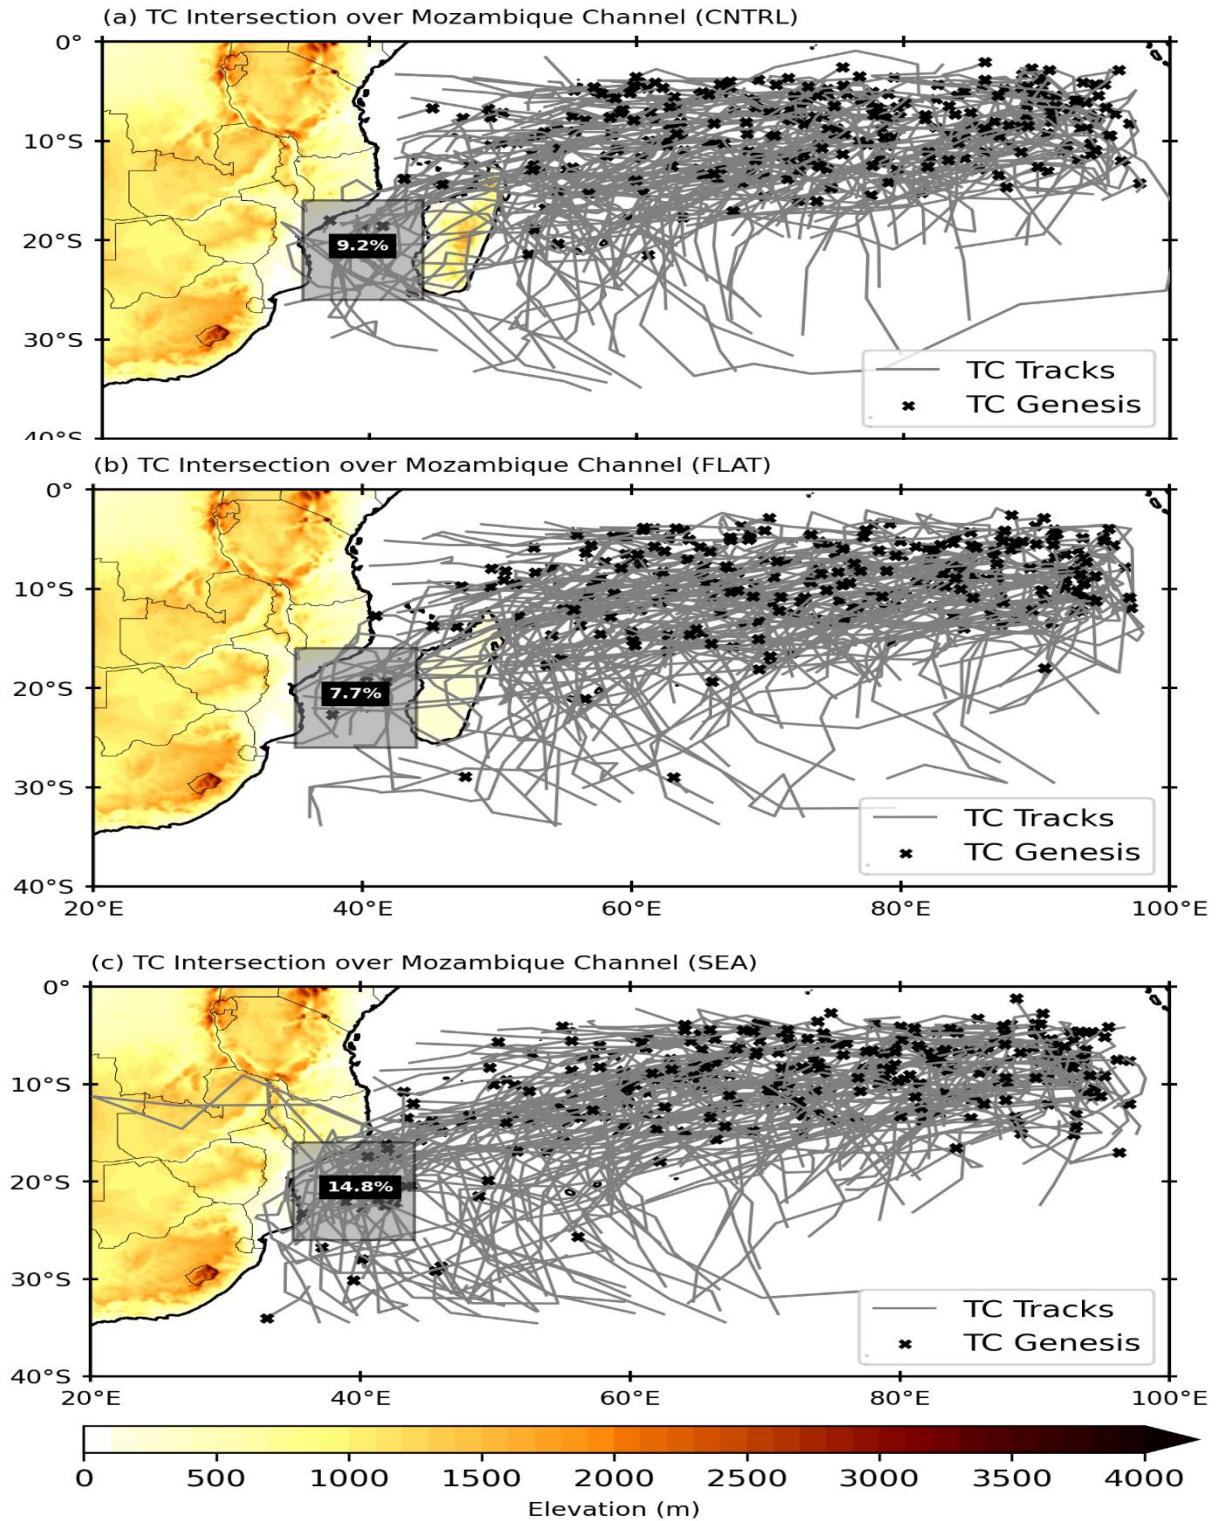 (a) TC Intersection over Mozambique Channel (CNTRL)
0°
10°S
20°S
30°S
40°S
9.2%
TC Tracks
TC Genesis
(b) TC Intersection over Mozambique Channel (FLAT)
0°
10°S
20°S
30°S
40°S
7.7%
TC Tracks
TC Genesis
20°E 40°E 60°E 80°E 100°E
(c) TC Intersection over Mozambique Channel (SEA)
0°
10°S
20°S
30°S
40°S
14.8%
TC Tracks
TC Genesis
20°E 40°E 60°E 80°E 100°E
0 500 1000 1500 2000 2500 3000 3500 4000
Elevation (m)